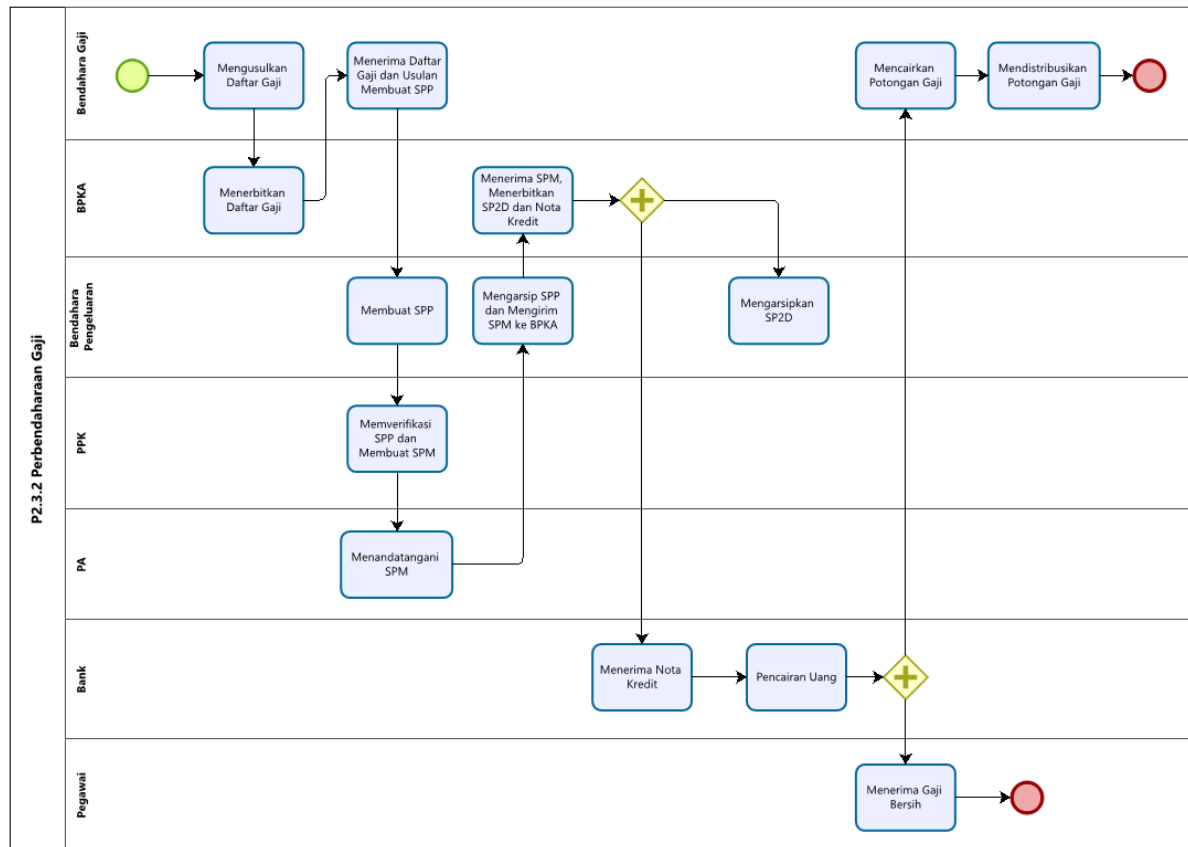 P2.3.2 Perbendaharaan Gaji
Bendahara Gaji
Mengusulkan
Daftar Gaji
Menerima Daftar
Gaji dan Usulan
Membuat SPP
Mencairkan
Potongan Gaji
Mendistribusikan
Potongan Gaji
BPKA
Menerbitkan
Daftar Gaji
Menerima SPM,
Menerbitkan
SP2D dan Nota
Kredit
Bendahara
Pengeluaran
Membuat SPP
Mengarsip SPP
dan Mengirim
SPM ke BPKA
Mengarsipkan
SP2D
PPK
Memverifikasi
SPP dan
Membuat SPM
PA
Menandatangani
SPM
Bank
Menerima Nota
Kredit
Pencairan Uang
Pegawai
Menerima Gaji
Bersih